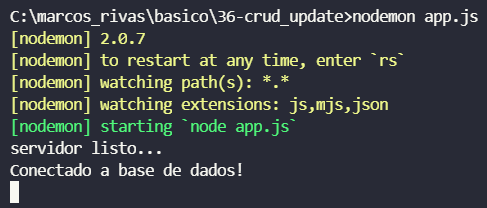 C:\marcos_rivas\basico\36-crud_update>nodemon app.js
[nodemon] 2.0.7
[nodemon] to restart at any time, enter `rs`
[nodemon] watching path(s): *.*
[nodemon] watching extensions: js,mjs,json
[nodemon] starting `node app.js`
servidor listo...
Conectado a base de dados!